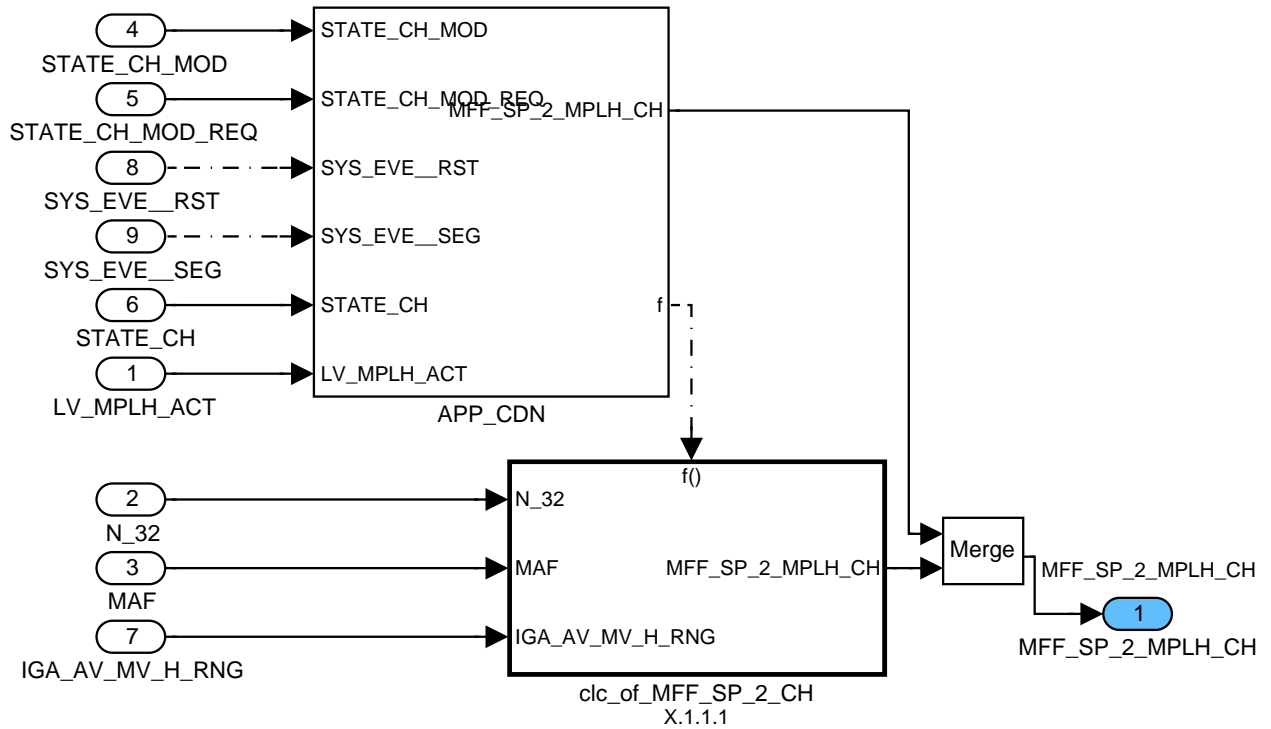 4
STATE_CH_MOD
5
STATE_CH_MOD_REQ
8
SYS_EVE__RST
9
SYS_EVE__SEG
6
STATE_CH
1
LV_MPLH_ACT
STATE_CH_MOD
STATE_CH_MOD_REQ
MFF_SP_2_MPLH_CH
SYS_EVE__RST
SYS_EVE__SEG
STATE_CH
f
LV_MPLH_ACT
APP_CDN
2
N_32
3
MAF
7
IGA_AV_MV_H_RNG
f()
N_32
MAF
MFF_SP_2_MPLH_CH
IGA_AV_MV_H_RNG
clc_of_MFF_SP_2_CH
X.1.1.1
Merge
MFF_SP_2_MPLH_CH
1
MFF_SP_2_MPLH_CH